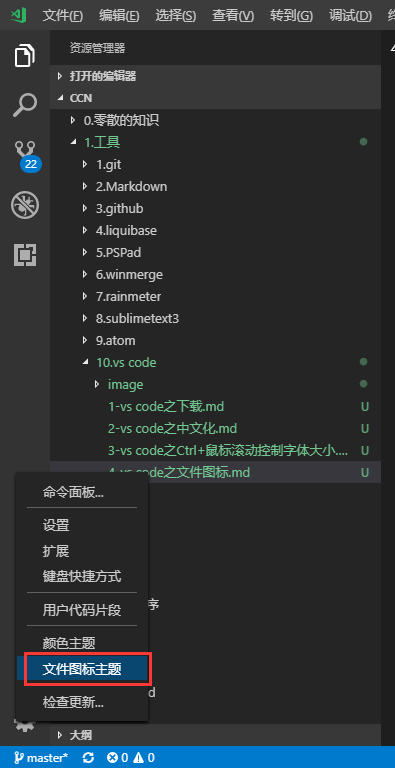 文件(F) 编辑(E) 选择(S) 查看(V) 转到(G) 调试(D)
资源管理器
打开的编辑器
CCN
0.零散的知识
1.工具
1.git
2.Markdown
3.github
4.liquibase
5.PSPad
6.winmerge
7.rainmeter
8.sublimetext3
9.atom
10.vs code
image
1-vs code之下载.md U
2-vs code之中文化.md U
3-vs code之Ctrl+鼠标滚动控制字体大小.... U
4-vs code之文件图标.md U
22
命令面板...
设置
扩展
键盘快捷方式
用户代码片段
序
颜色主题
文件图标主题
d
检查更新...
大纲
master* 0 0